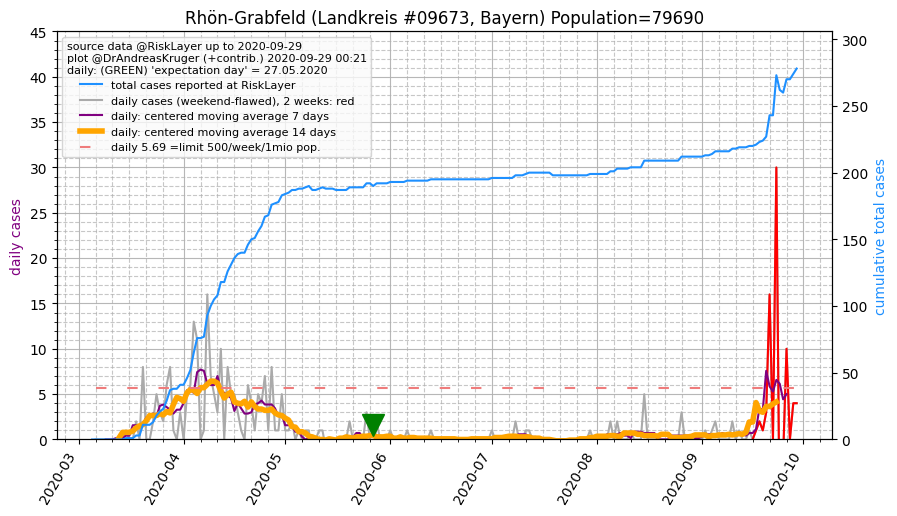 Rhön-Grabfeld (Landkreis #09673, Bayern) Population=79690
source data @RiskLayer up to 2020-09-29
plot @DrAndreasKruger (+contrib.) 2020-09-29 00:21
daily: (GREEN) 'expectation day' = 27.05.2020
total cases reported at RiskLayer
daily cases (weekend-flawed), 2 weeks: red
daily: centered moving average 7 days
daily: centered moving average 14 days
daily 5.69 =limit 500/week/1mio pop.
daily cases
45
40
35
30
25
20
15
10
5
0
cumulative total cases
300
250
200
150
100
50
0
2020-03
2020-04
2020-05
2020-06
2020-07
2020-08
2020-09
2020-10